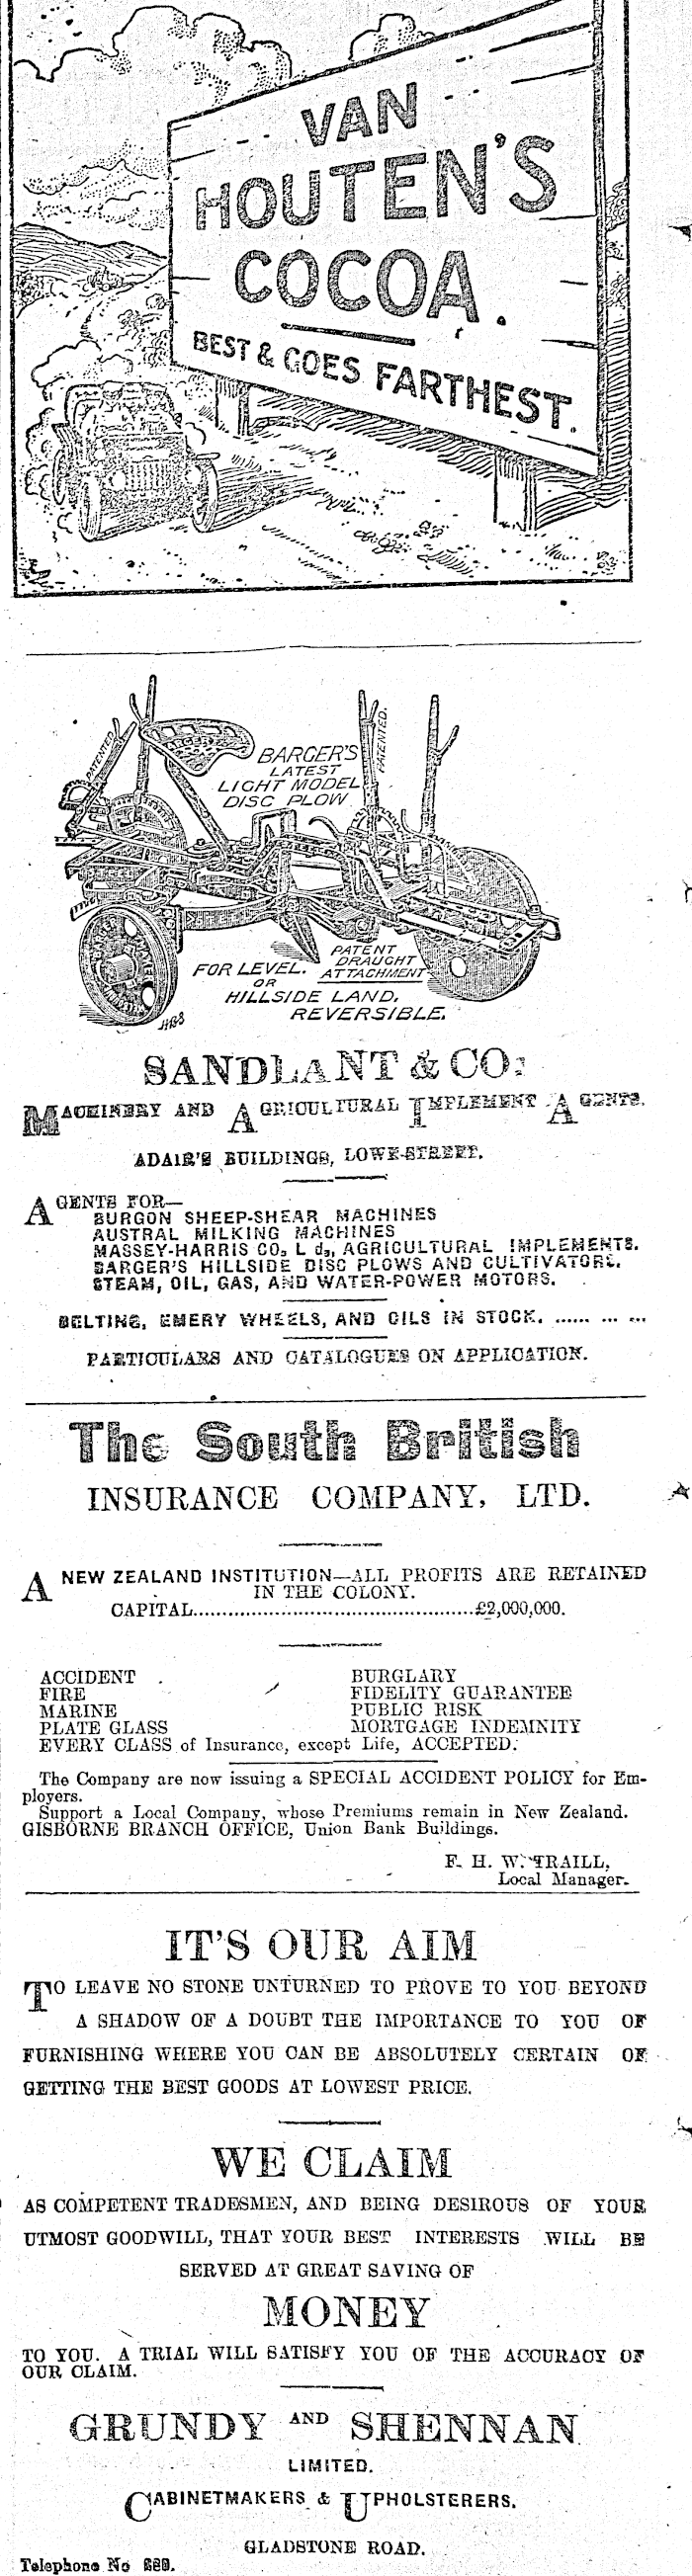 VAN
HOUTEN'S
COCOA.
BEST & GOES FARTHEST.
PATENTED
PATENTED.
BARGER'S
LATEST
LIGHT MODEL
DISC PLOW
FOR LEVEL.
OR
HILLSIDE LAND,
REVERSIBLE.
PATENT
DRAUGHT
ATTACHMENT
SANDLANT & CO.
MACHINERY AND AGRICULTURAL IMPLEMENT AGENTS.
ADAIR'S BUILDINGS, LOWE-STREET.
AGENTS FOR—
BURGON SHEEP-SHEAR MACHINES
AUSTRAL MILKING MACHINES
MASSEY-HARRIS CO., L d., AGRICULTURAL IMPLEMENTS.
BARGER'S HILLSIDE DISC PLOWS AND CULTIVATORS.
STEAM, OIL, GAS, AND WATER-POWER MOTORS.
BELTING, EMERY WHEELS, AND OILS IN STOCK. ...... ... ...
PARTICULARS AND CATALOGUES ON APPLICATION.
The South British
INSURANCE COMPANY, LTD.
A NEW ZEALAND INSTITUTION—ALL PROFITS ARE RETAINED
IN THE COLONY.
CAPITAL................................................£2,000,000.
ACCIDENT BURGLARY
FIRE FIDELITY GUARANTEE
MARINE PUBLIC RISK
PLATE GLASS MORTGAGE INDEMNITY
EVERY CLASS of Insurance, except Life, ACCEPTED.
The Company are now issuing a SPECIAL ACCIDENT POLICY for Em-
ployers.
Support a Local Company, whose Premiums remain in New Zealand.
GISBORNE BRANCH OFFICE, Union Bank Buildings.
F. H. W. TRAILL,
Local Manager.
IT'S OUR AIM
TO LEAVE NO STONE UNTURNED TO PROVE TO YOU BEYOND
A SHADOW OF A DOUBT THE IMPORTANCE TO YOU OF
FURNISHING WHERE YOU CAN BE ABSOLUTELY CERTAIN OF
GETTING THE BEST GOODS AT LOWEST PRICE.
WE CLAIM
AS COMPETENT TRADESMEN, AND BEING DESIROUS OF YOUR
UTMOST GOODWILL, THAT YOUR BEST INTERESTS WILL BE
SERVED AT GREAT SAVING OF
MONEY
TO YOU. A TRIAL WILL SATISFY YOU OF THE ACCURACY OF
OUR CLAIM.
GRUNDY AND SHENNAN
LIMITED.
CABINETMAKERS & UPHOLSTERERS,
GLADSTONE ROAD.
Telephone No